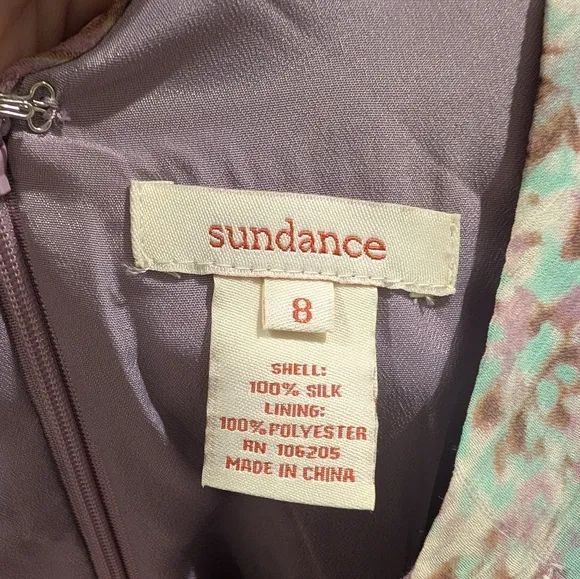 sundance
8
SHELL:
100% SILK
LINING:
100% POLYESTER
RN 106205
MADE IN CHINA